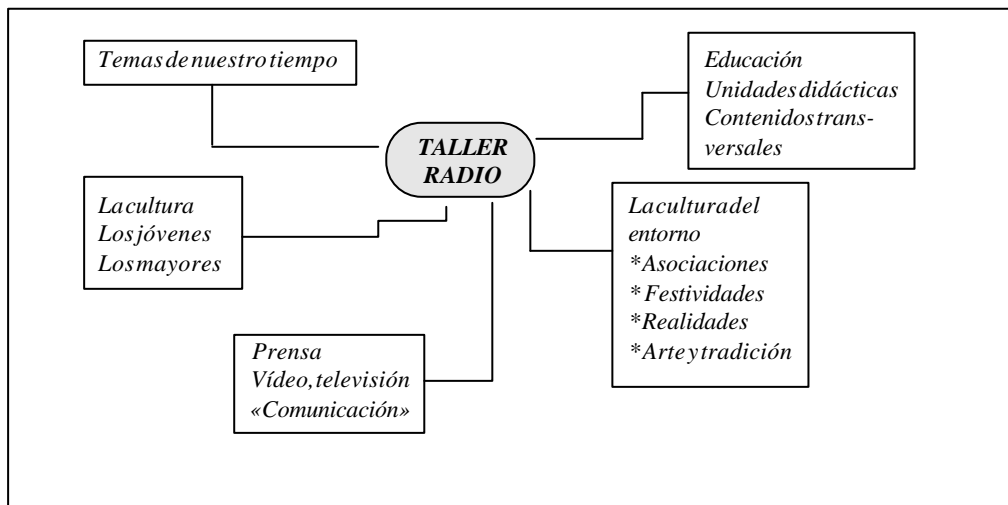 Temas de nuestro tiempo
Educación
Unidades didácticas
Contenidos trans-
versales
TALLER
RADIO
La cultura
Los jóvenes
Los mayores
La cultura del
entorno
* Asociaciones
* Festividades
* Realidades
* Arte y tradición
Prensa
Vídeo, televisión
«Comunicación»